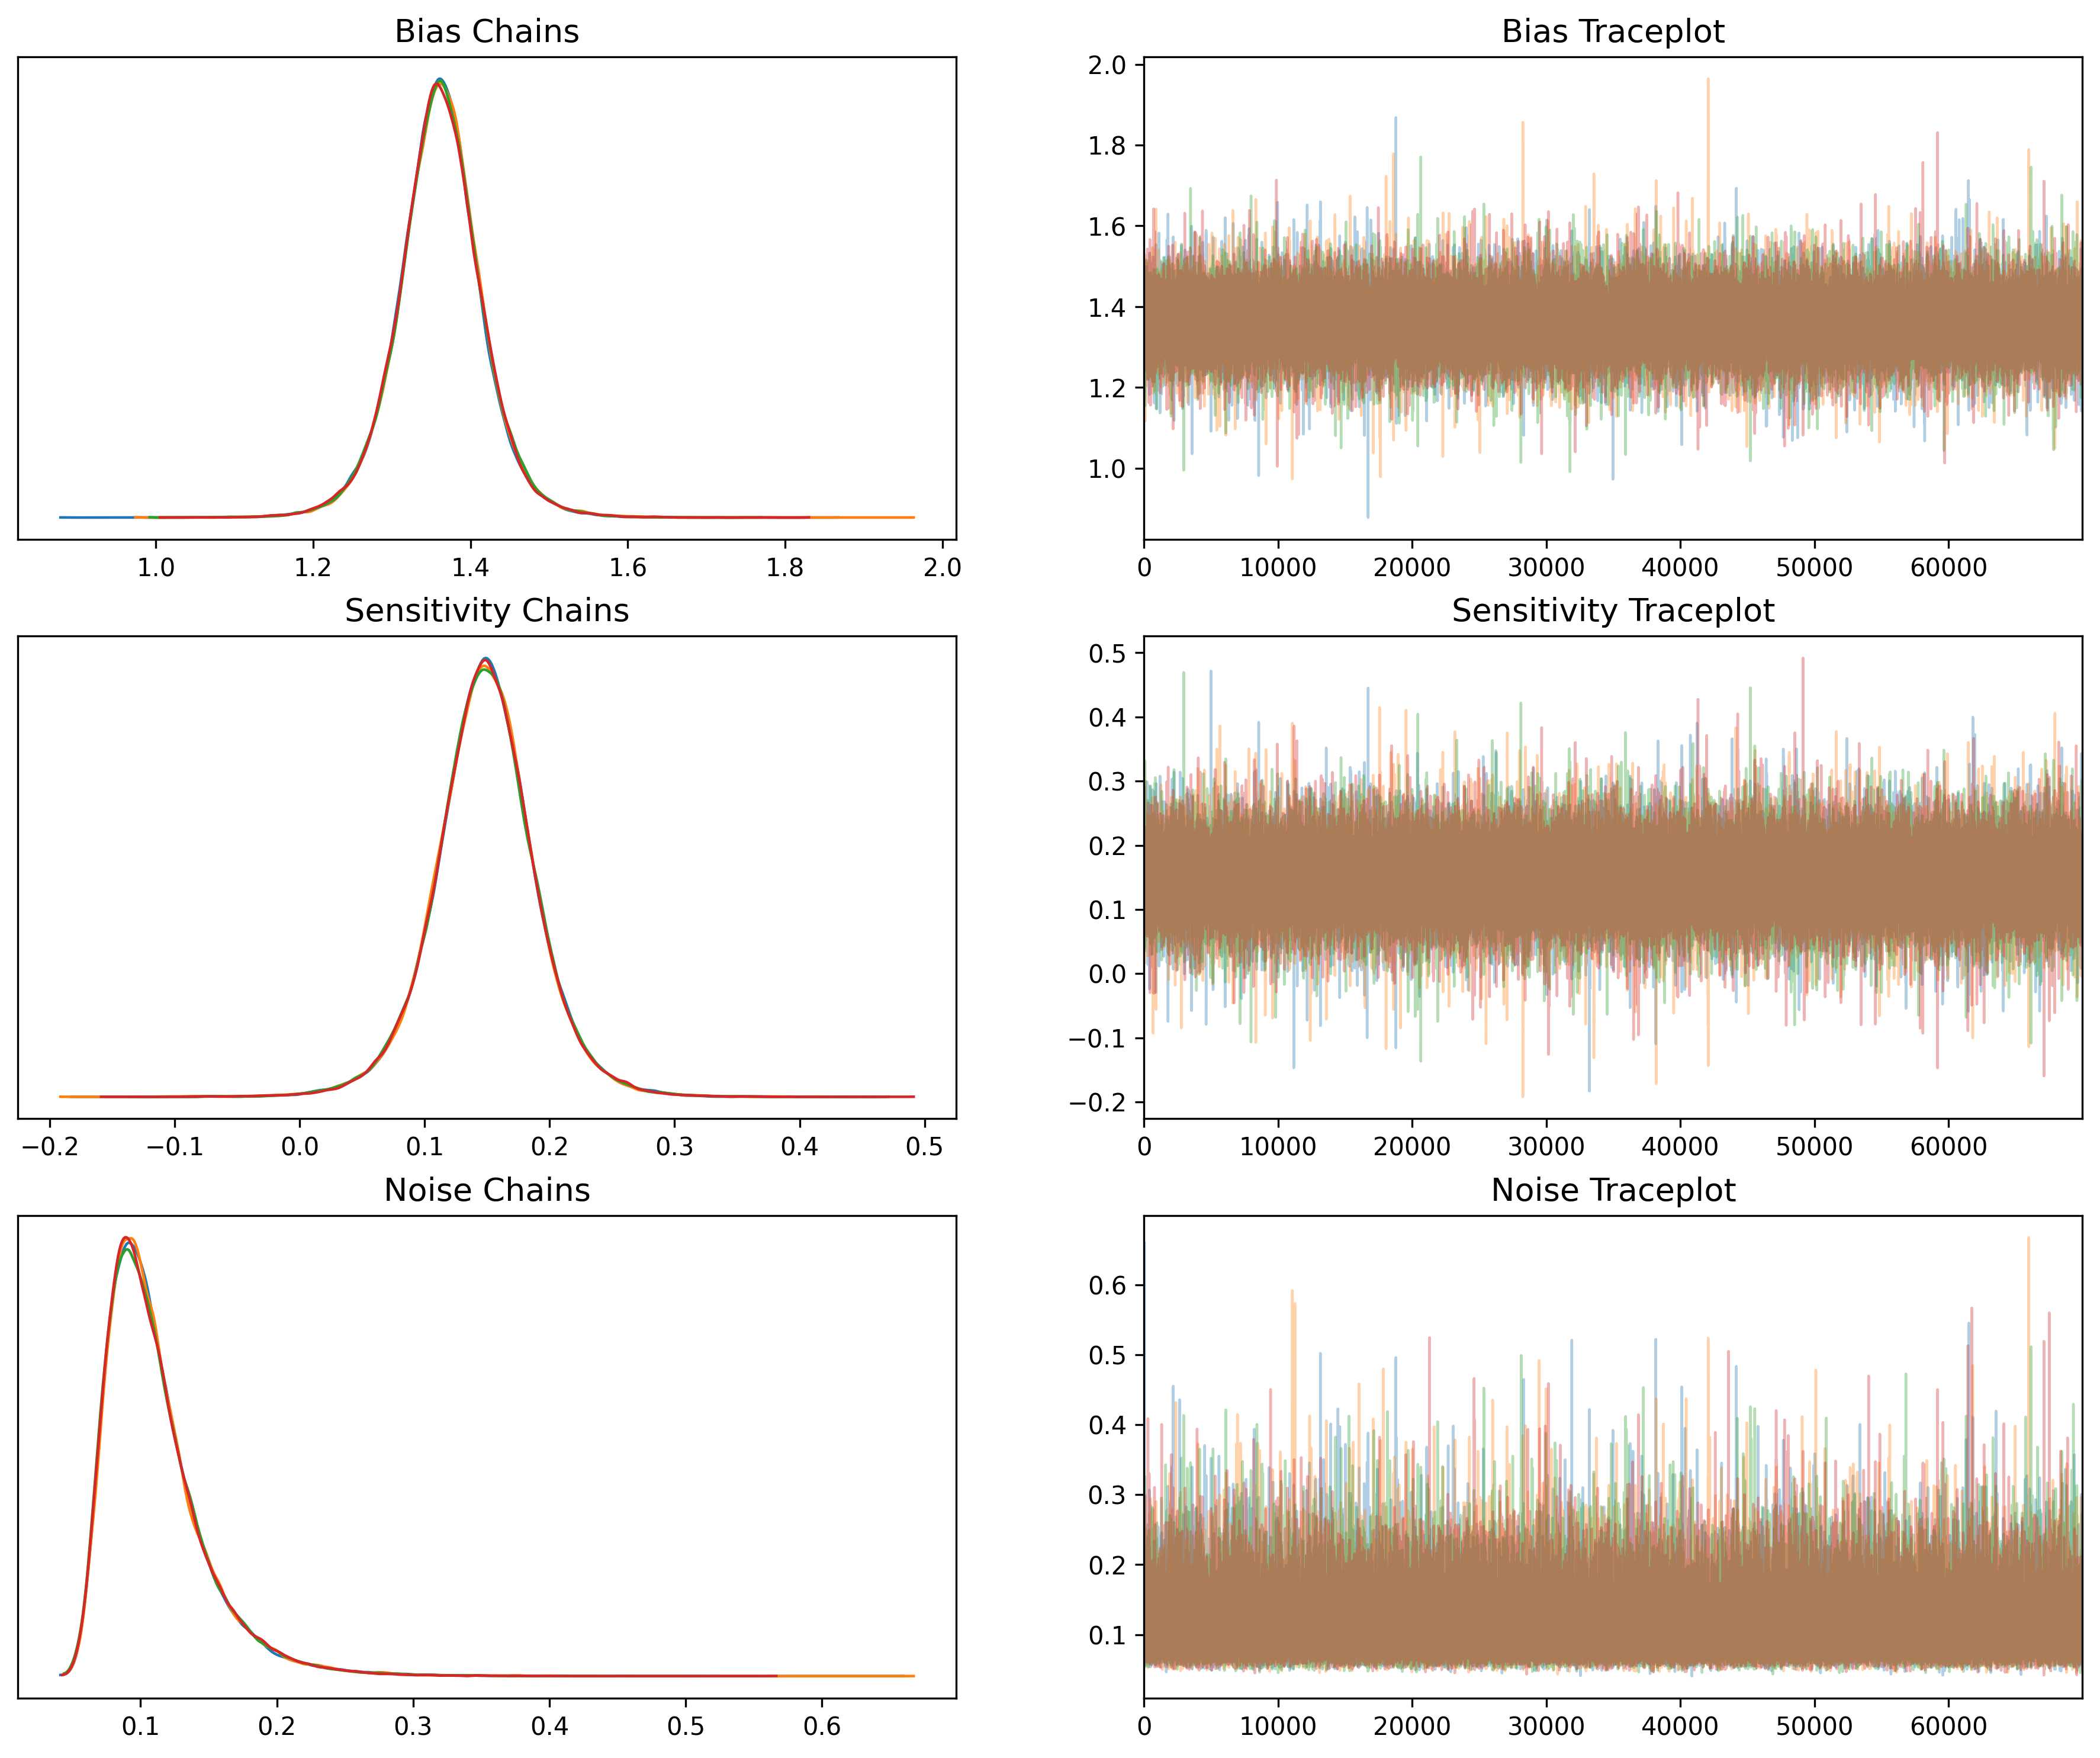 Bias Chains
1.0 1.2 1.4 1.6 1.8 2.0
Bias Traceplot
2.0
1.8
1.6
1.4
1.2
1.0
0 10000 20000 30000 40000 50000 60000
Sensitivity Chains
−0.2 −0.1 0.0 0.1 0.2 0.3 0.4 0.5
Sensitivity Traceplot
0.5
0.4
0.3
0.2
0.1
0.0
−0.1
−0.2
0 10000 20000 30000 40000 50000 60000
Noise Chains
0.1 0.2 0.3 0.4 0.5 0.6
Noise Traceplot
0.6
0.5
0.4
0.3
0.2
0.1
0 10000 20000 30000 40000 50000 60000